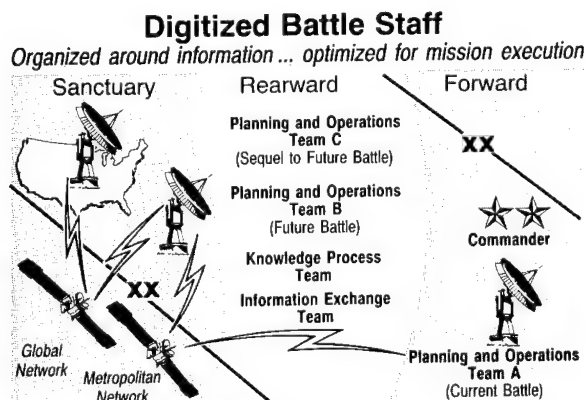 Digitized Battle Staff
Organized around information ... optimized for mission execution
Sanctuary
Rearward
Forward
Planning and Operations
Team C
(Sequel to Future Battle)
XX
Planning and Operations
Team B
(Future Battle)
Commander
Knowledge Process
Team
XX
Information Exchange
Team
Global
Network
Metropolitan
Network
Planning and Operations
Team A
(Current Battle)